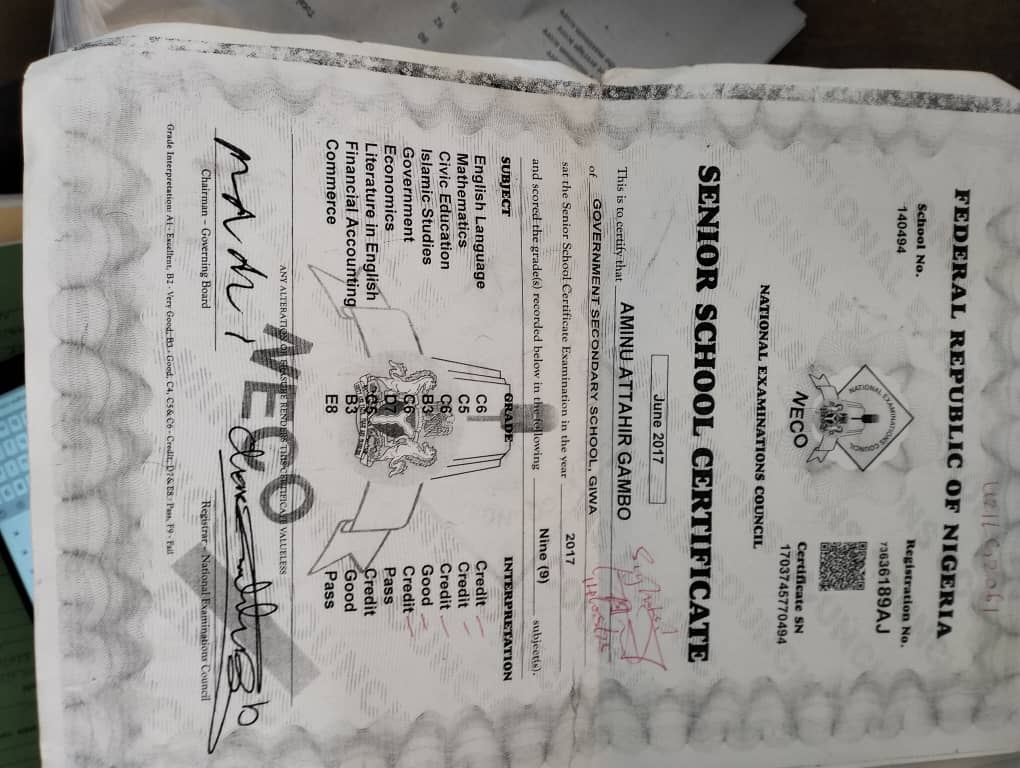 FEDERAL REPUBLIC OF NIGERIA
School No.
140494
Registration No.
73636189AJ
NATIONAL EXAMINATIONS COUNCIL
NECO
Certificate SN
1703745770494
NATIONAL EXAMINATIONS COUNCIL
SENIOR SCHOOL CERTIFICATE
June 2017
This is to certify that AMINU ATTAHIR GAMBO
of GOVERNMENT SECONDARY SCHOOL, GIWA
sat the Senior School Certificate Examination in the year 2017
and scored the grade(s) recorded below in the following Nine (9) subject(s).
SUBJECT GRADE INTERPRETATION
English Language C6 Credit
Mathematics C5 Credit
Civic Education C6 Credit
Islamic Studies B3 Good
Government C6 Credit
Economics D7 Pass
Literature in English C5 Credit
Financial Accounting B3 Good
Commerce E8 Pass
ANY ALTERATION OR ERASURE RENDERS THIS CERTIFICATE VALUELESS
NECO
Chairman - Governing Board
Registrar - National Examinations Council
Grade Interpretation: A1 - Excellent, B2 - Very Good, B3 - Good, C4, C5 & C6 - Credit, D7 & E8 - Pass, F9 - Fail